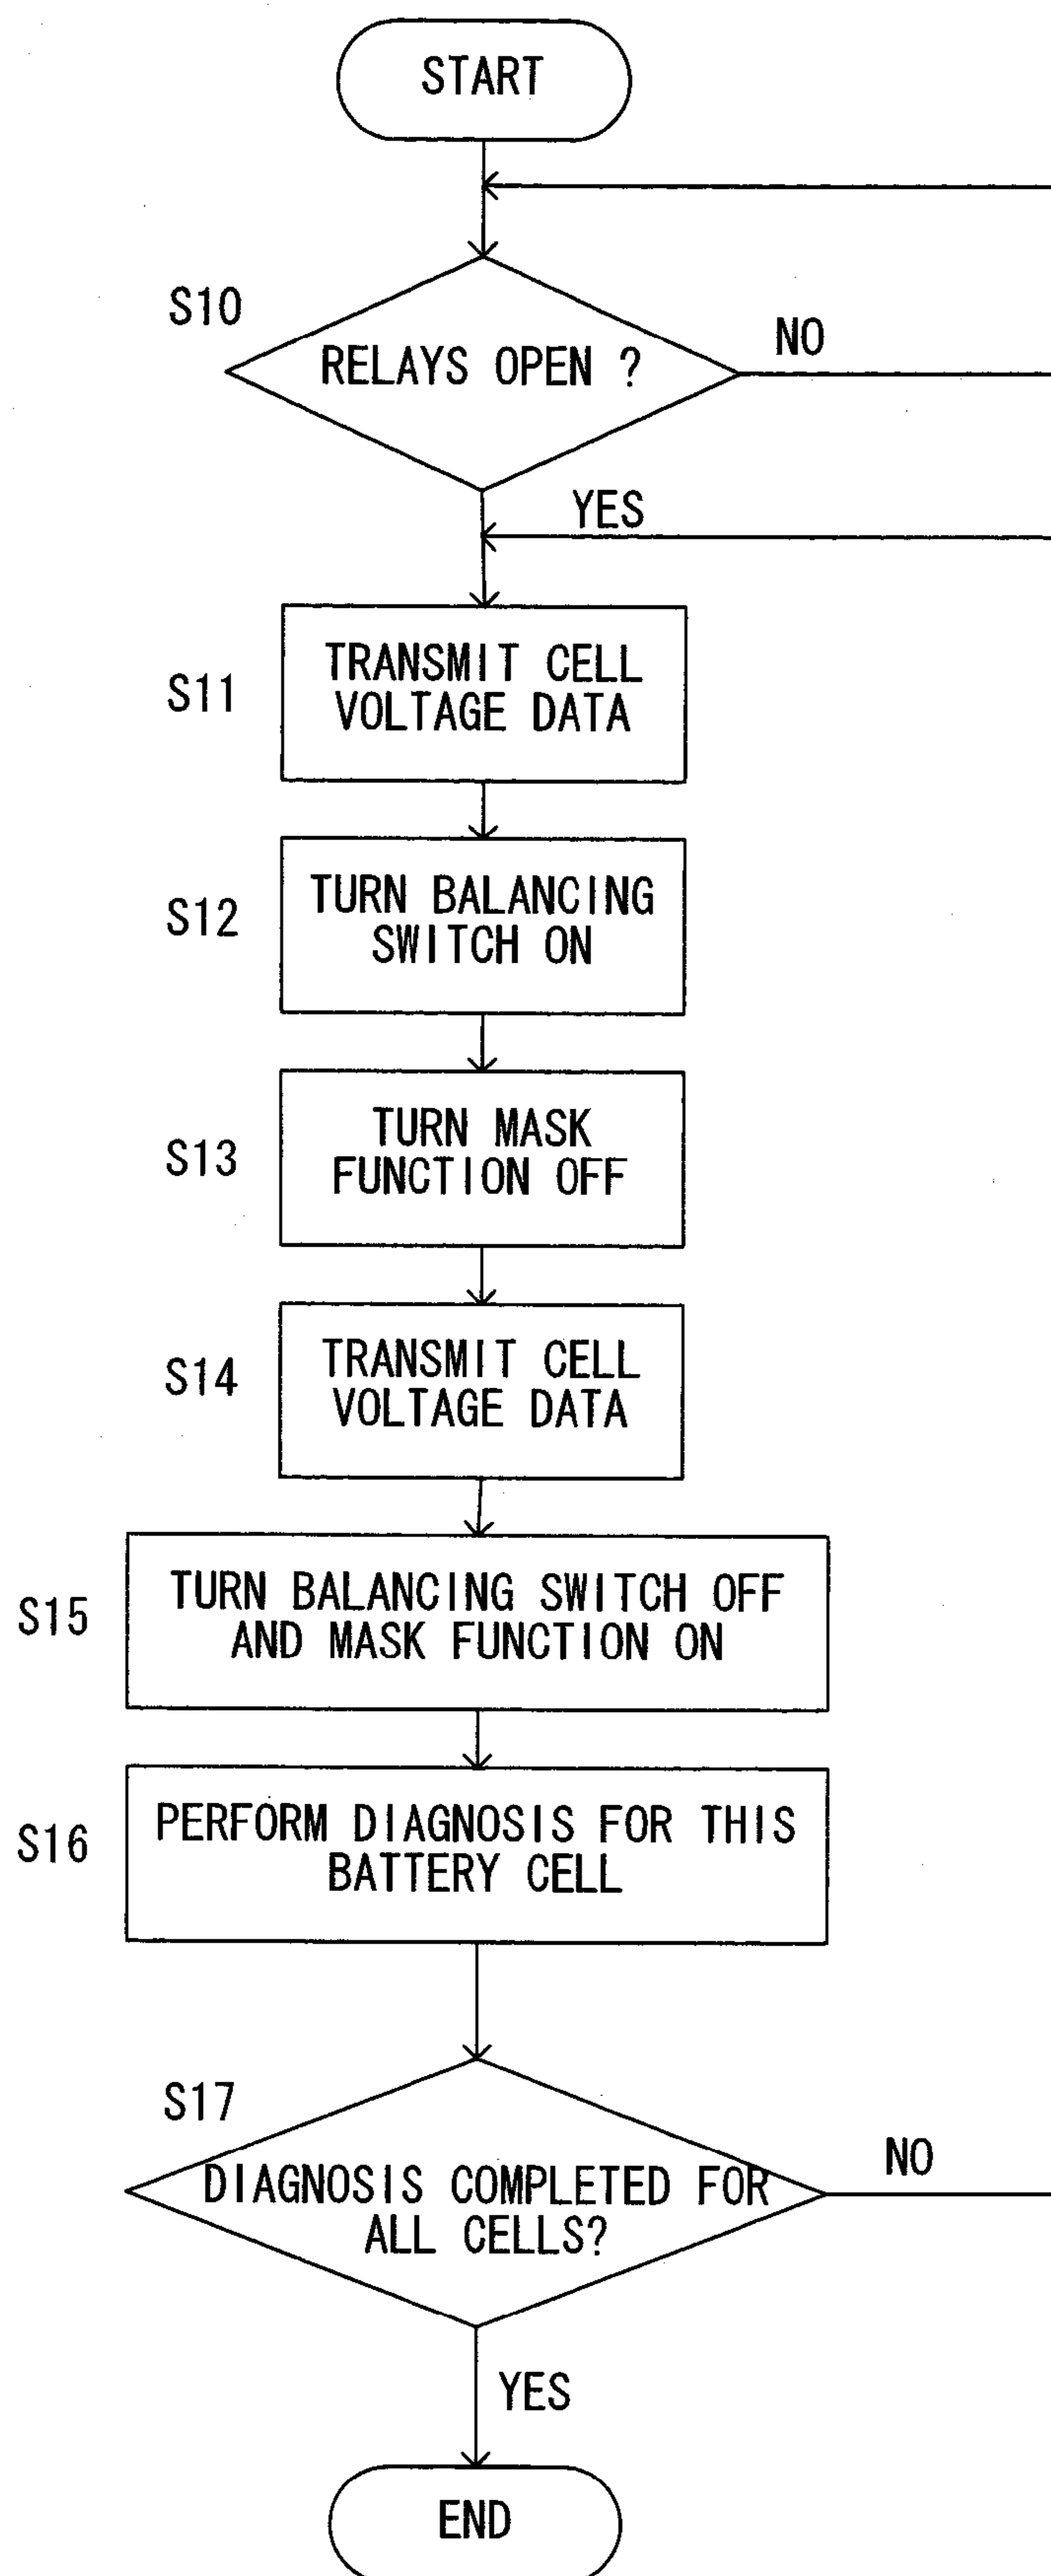 START
S10
RELAYS OPEN ?
NO
YES
S11
TRANSMIT CELL
VOLTAGE DATA
S12
TURN BALANCING
SWITCH ON
S13
TURN MASK
FUNCTION OFF
S14
TRANSMIT CELL
VOLTAGE DATA
S15
TURN BALANCING SWITCH OFF
AND MASK FUNCTION ON
S16
PERFORM DIAGNOSIS FOR THIS
BATTERY CELL
S17
DIAGNOSIS COMPLETED FOR
ALL CELLS?
NO
YES
END